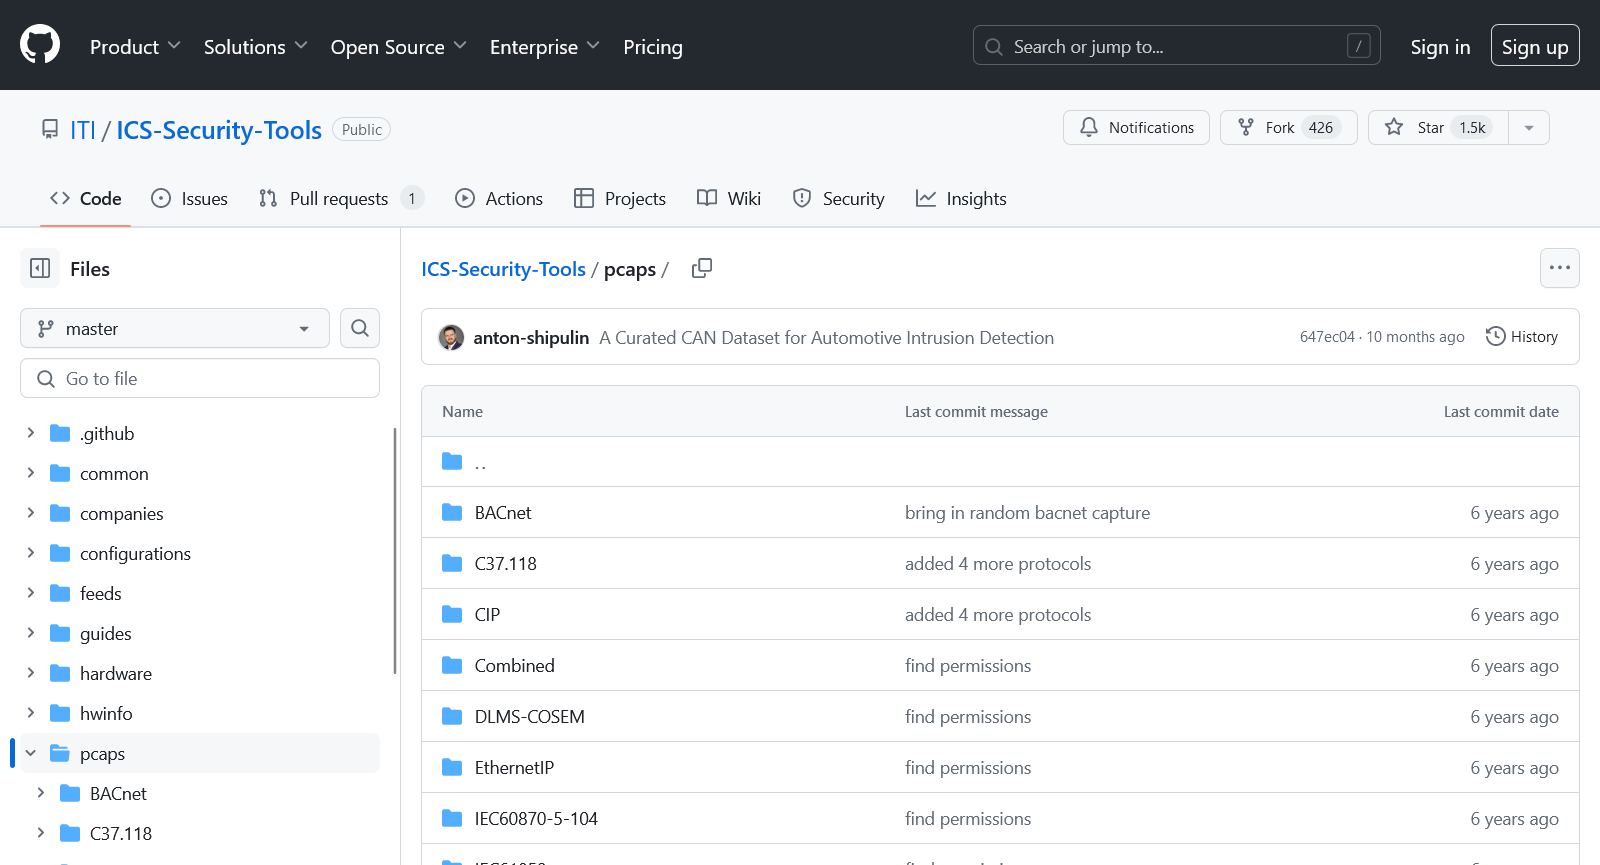 Product Solutions Open Source Enterprise Pricing Search or jump to... / Sign in Sign up
ITI / ICS-Security-Tools Public Notifications Fork 426 Star 1.5k
Code Issues Pull requests 1 Actions Projects Wiki Security Insights
Files
master
Go to file
.github
common
companies
configurations
feeds
guides
hardware
hwinfo
pcaps
BACnet
C37.118
ICS-Security-Tools / pcaps /
anton-shipulin A Curated CAN Dataset for Automotive Intrusion Detection 647ec04 · 10 months ago History
Name Last commit message Last commit date
..
BACnet bring in random bacnet capture 6 years ago
C37.118 added 4 more protocols 6 years ago
CIP added 4 more protocols 6 years ago
Combined find permissions 6 years ago
DLMS-COSEM find permissions 6 years ago
EthernetIP find permissions 6 years ago
IEC60870-5-104 find permissions 6 years ago